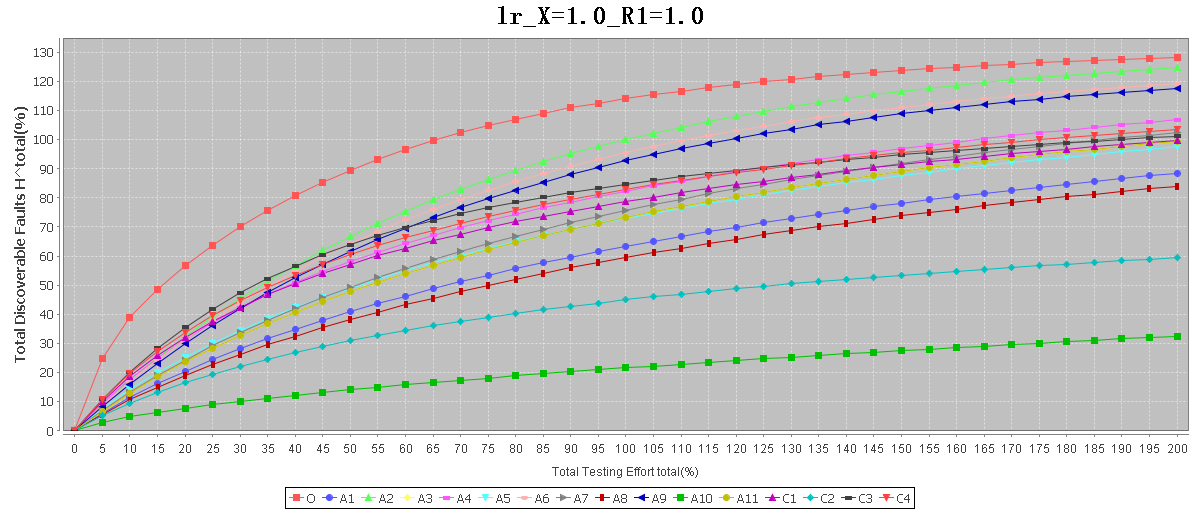 lr_X=1.0_R1=1.0
Total Discoverable Faults H^total(%)
130
120
110
100
90
80
70
60
50
40
30
20
10
0
0 5 10 15 20 25 30 35 40 45 50 55 60 65 70 75 80 85 90 95 100 105 110 115 120 125 130 135 140 145 150 155 160 165 170 175 180 185 190 195 200
Total Testing Effort total(%)
O A1 A2 A3 A4 A5 A6 A7 A8 A9 A10 A11 C1 C2 C3 C4